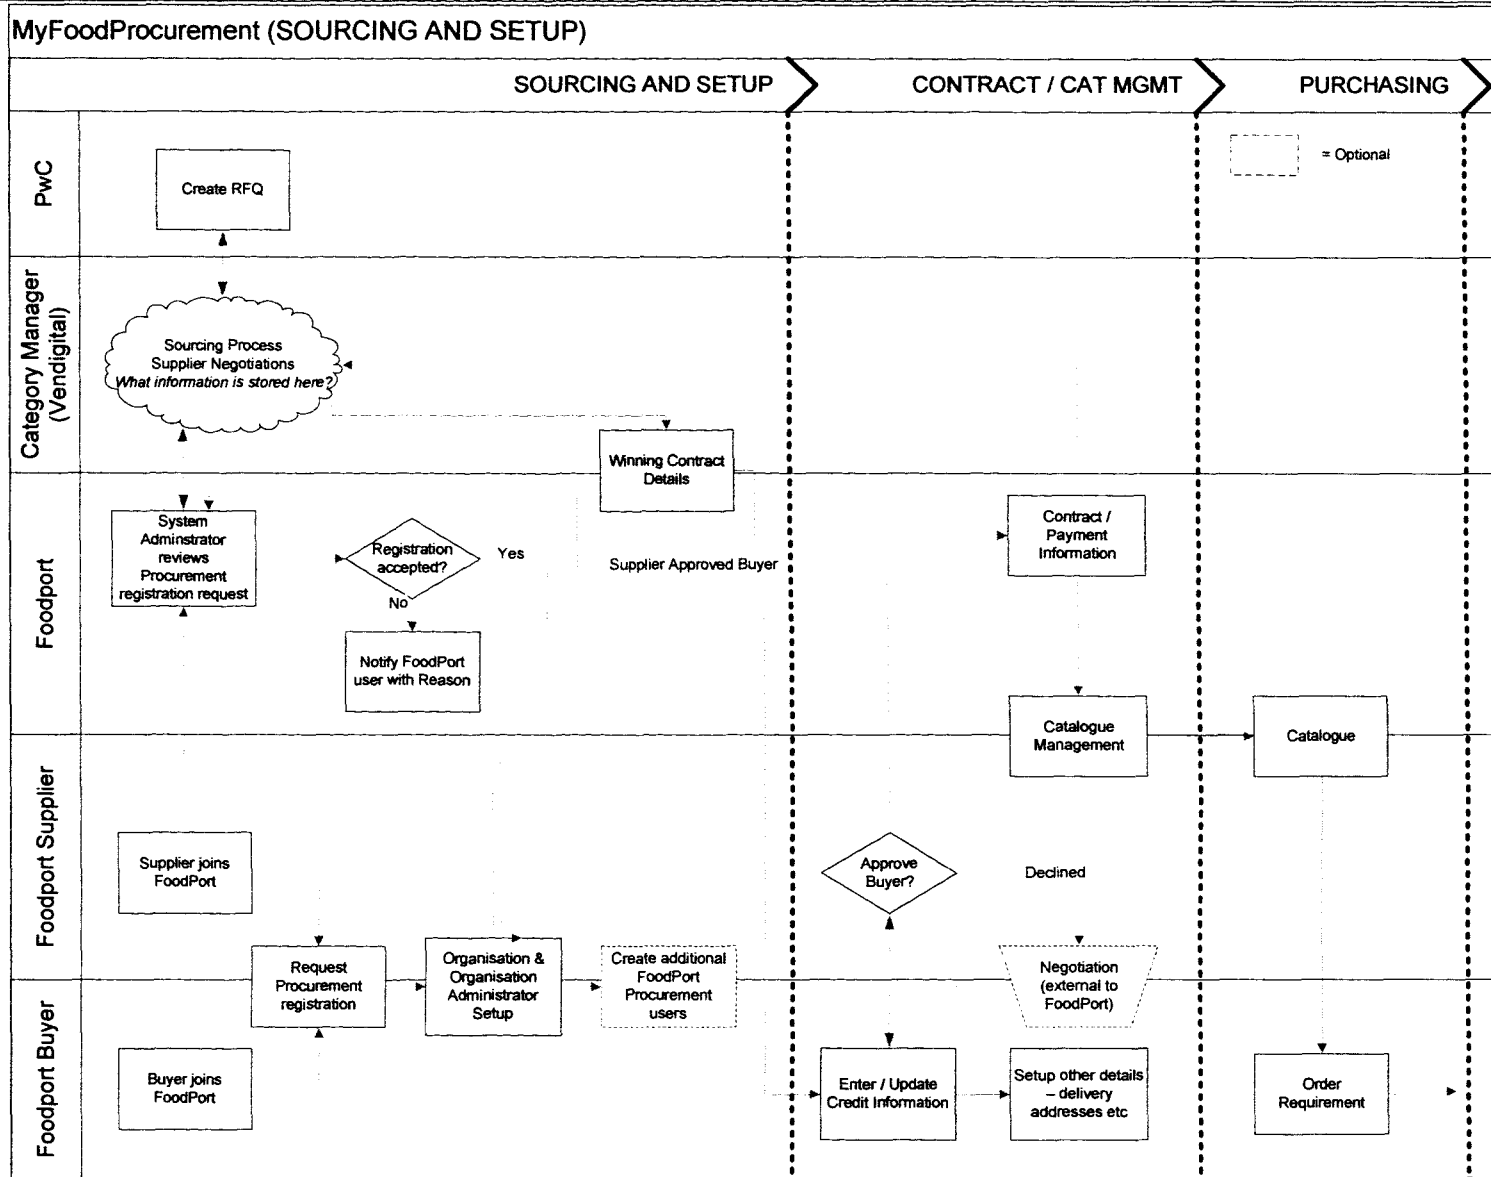 MyFoodProcurement (SOURCING AND SETUP)
SOURCING AND SETUP
CONTRACT / CAT MGMT
PURCHASING
PwC
Create RFQ
= Optional
Category Manager
(Vendigital)
Sourcing Process
Supplier Negotiations
What information is stored here?
Winning Contract
Details
Foodport
System
Adminstrator
reviews
Procurement
registration request
Registration
accepted?
Yes
No
Notify FoodPort
user with Reason
Supplier Approved Buyer
Contract /
Payment
Information
Catalogue
Management
Catalogue
Foodport Supplier
Supplier joins
FoodPort
Approve
Buyer?
Declined
Request
Procurement
registration
Organisation &
Organisation
Administrator
Setup
Create additional
FoodPort
Procurement
users
Negotiation
(external to
FoodPort)
Foodport Buyer
Buyer joins
FoodPort
Enter / Update
Credit Information
Setup other details
– delivery
addresses etc
Order
Requirement